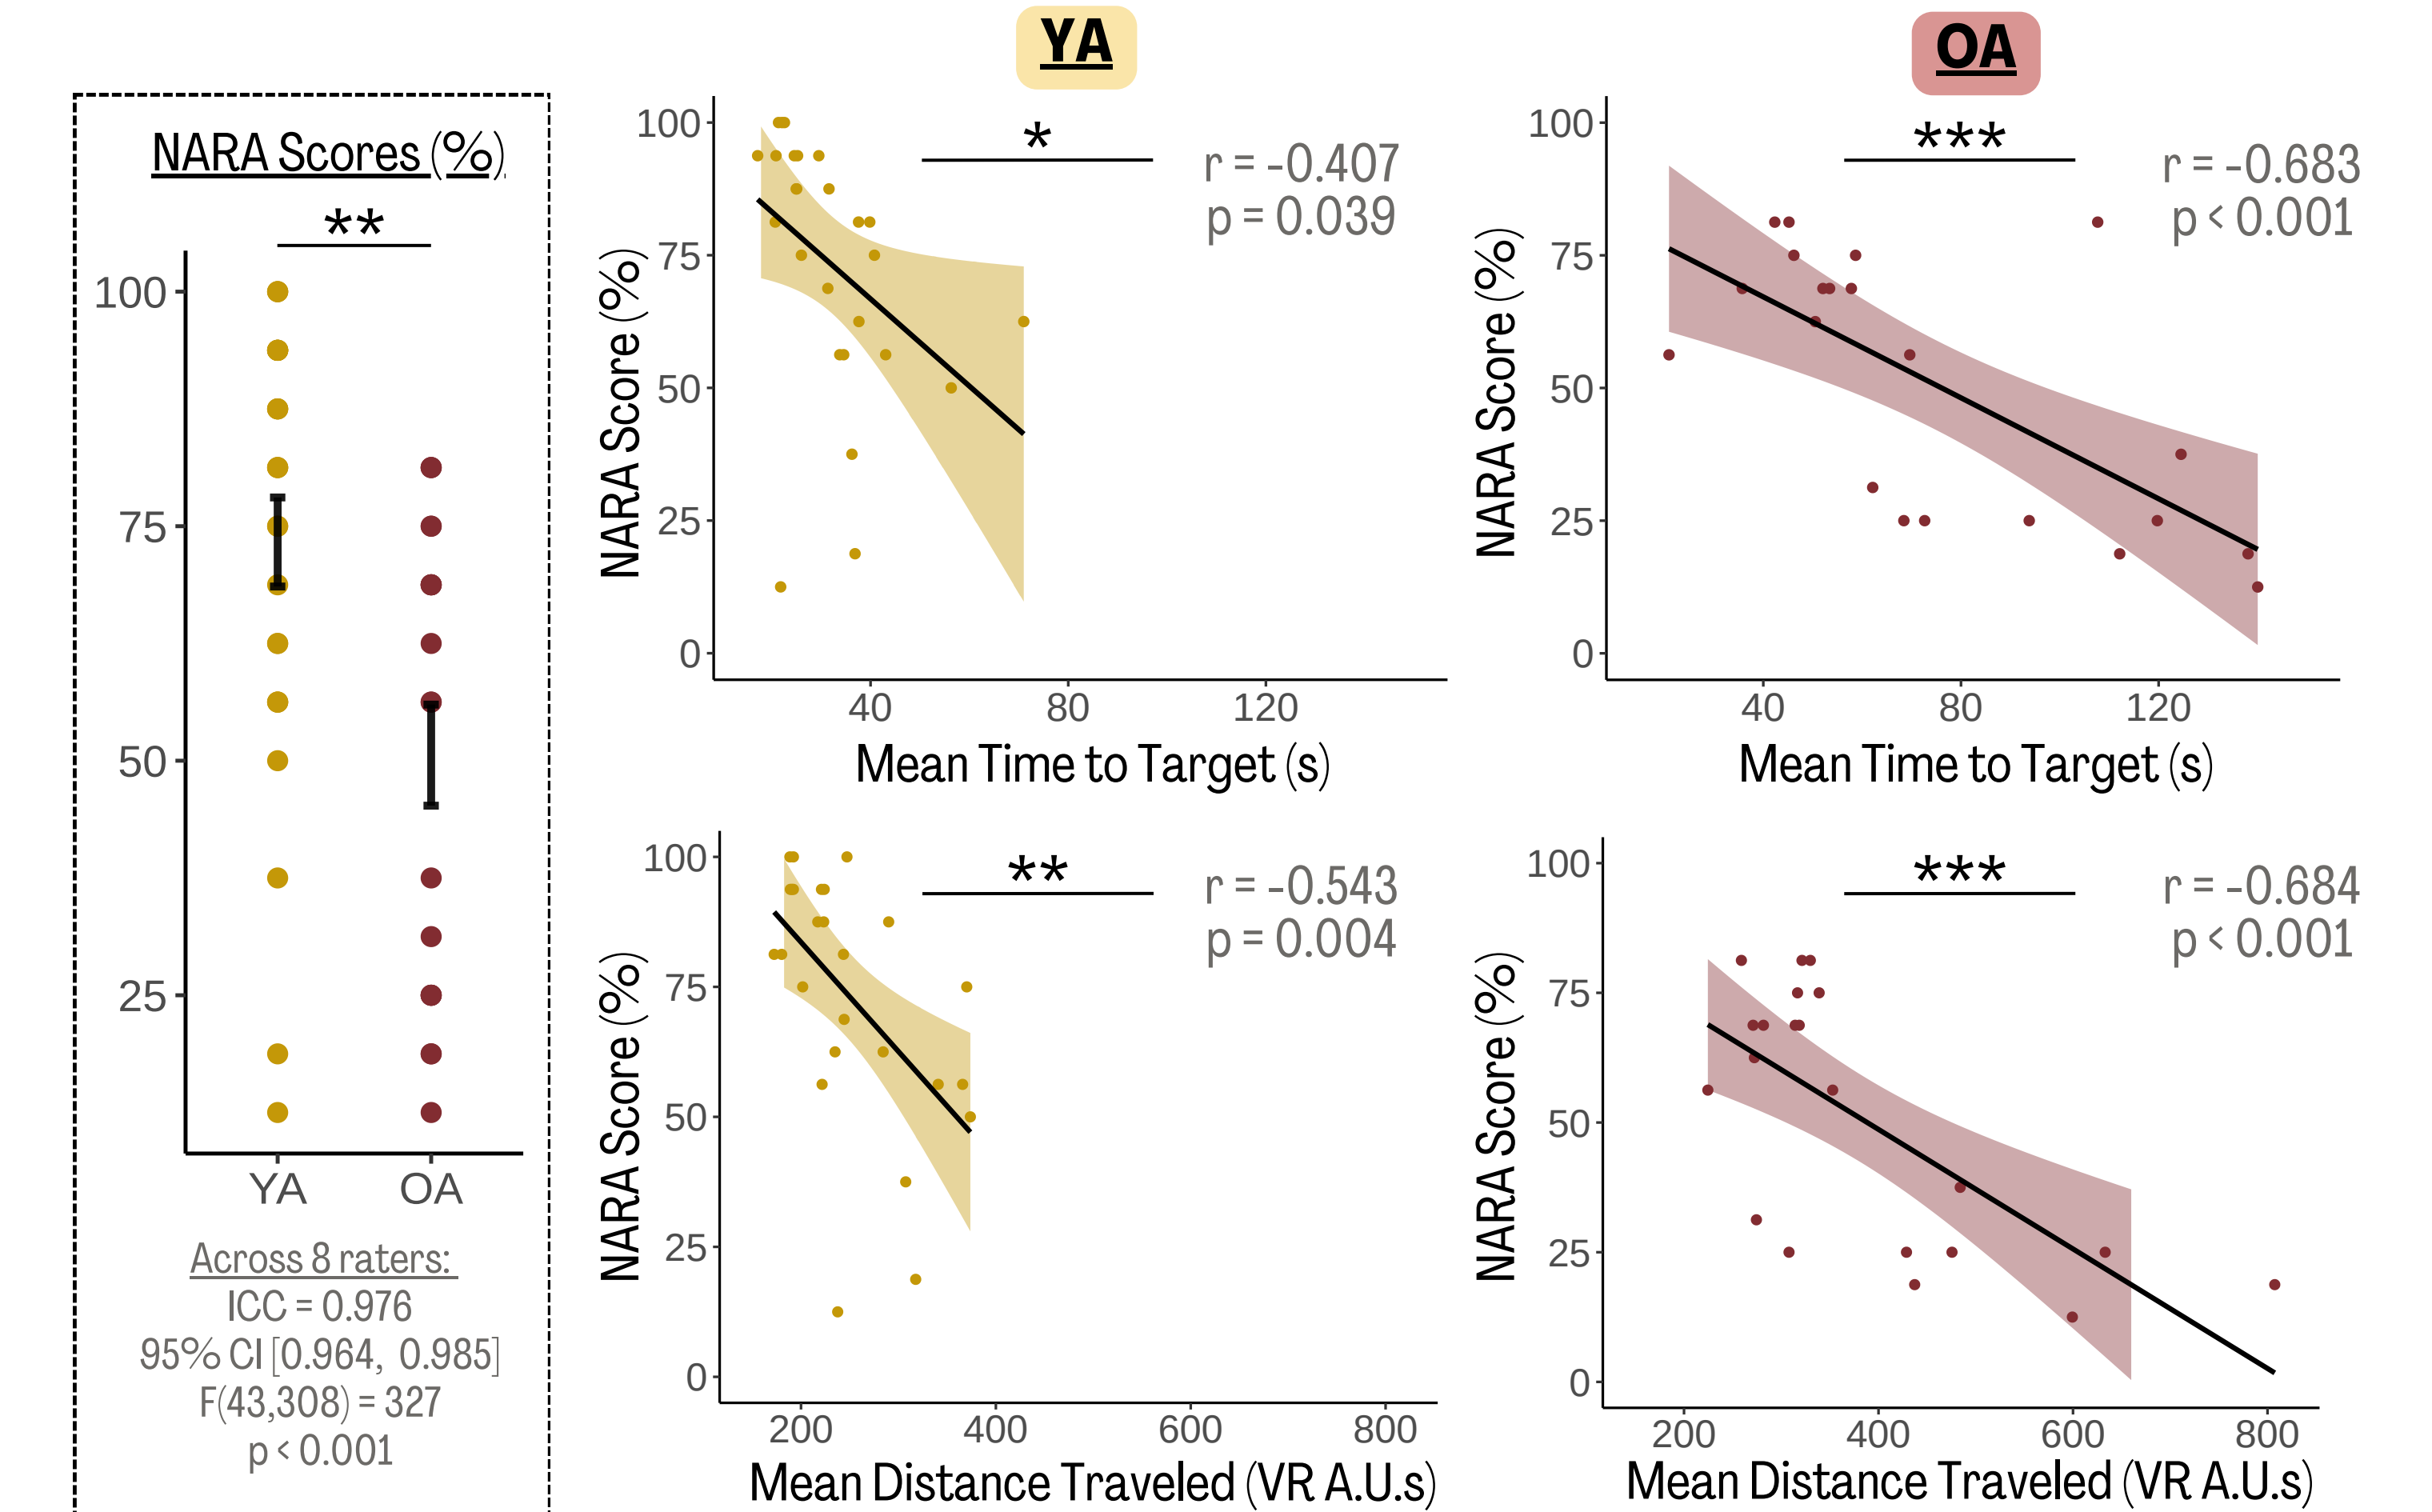 NARA Scores (%)
**
100
75
50
25
YA
OA
Across 8 raters:
ICC = 0.976
95% CI [0.964, 0.985]
F(43,308) = 327
p < 0.001
YA
NARA Score (%)
100
75
50
25
0
*
r = -0.407
p = 0.039
40 80 120
Mean Time to Target (s)
OA
NARA Score (%)
100
75
50
25
0
***
r = -0.683
p < 0.001
40 80 120
Mean Time to Target (s)
NARA Score (%)
100
75
50
25
0
**
r = -0.543
p = 0.004
200 400 600 800
Mean Distance Traveled (VR A.U.s)
NARA Score (%)
100
75
50
25
0
***
r = -0.684
p < 0.001
200 400 600 800
Mean Distance Traveled (VR A.U.s)